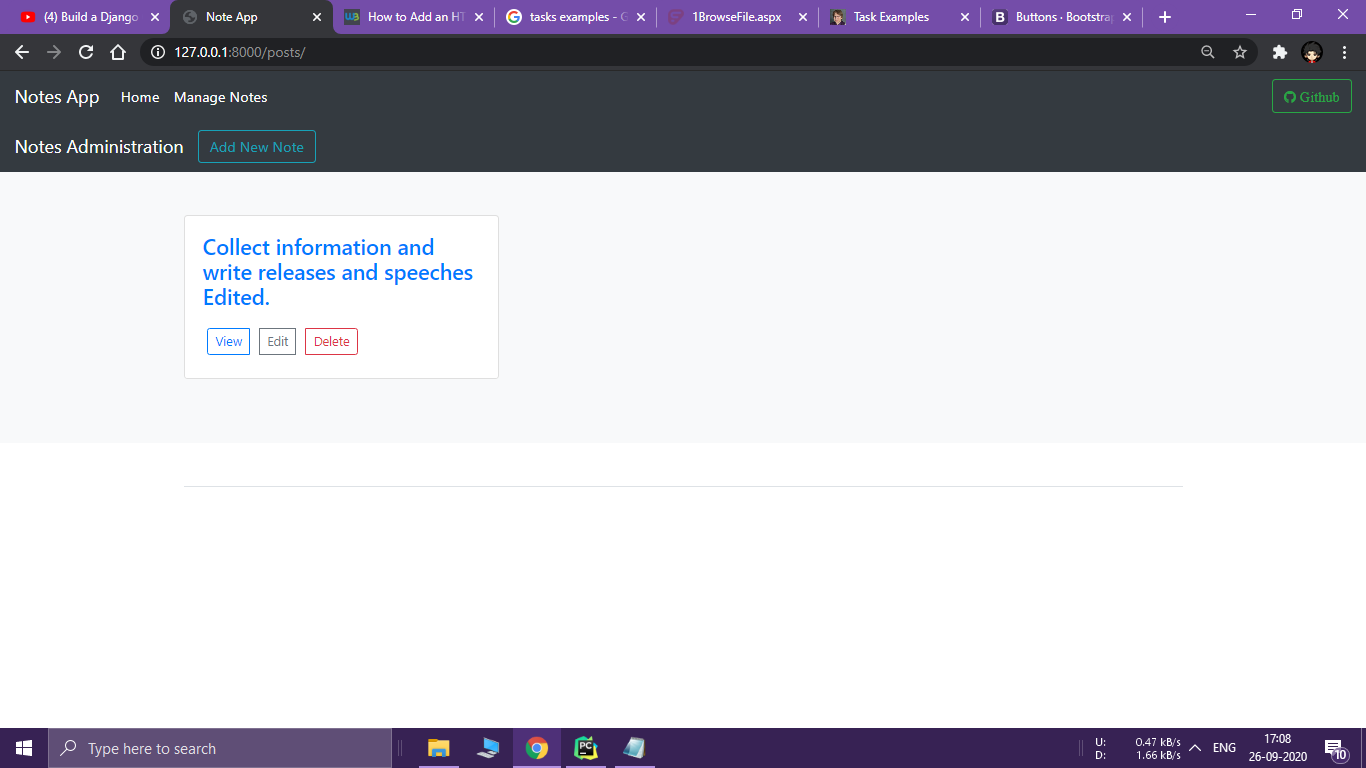 (4) Build a Django
Note App
How to Add an HT
tasks examples - G
1BrowseFile.aspx
Task Examples
Buttons · Bootstrap
127.0.0.1:8000/posts/
Notes App Home Manage Notes Github
Notes Administration Add New Note
Collect information and
write releases and speeches
Edited.
View Edit Delete
Type here to search
PC
U: 0.47 kB/s
D: 1.66 kB/s
ENG
17:08
26-09-2020
10